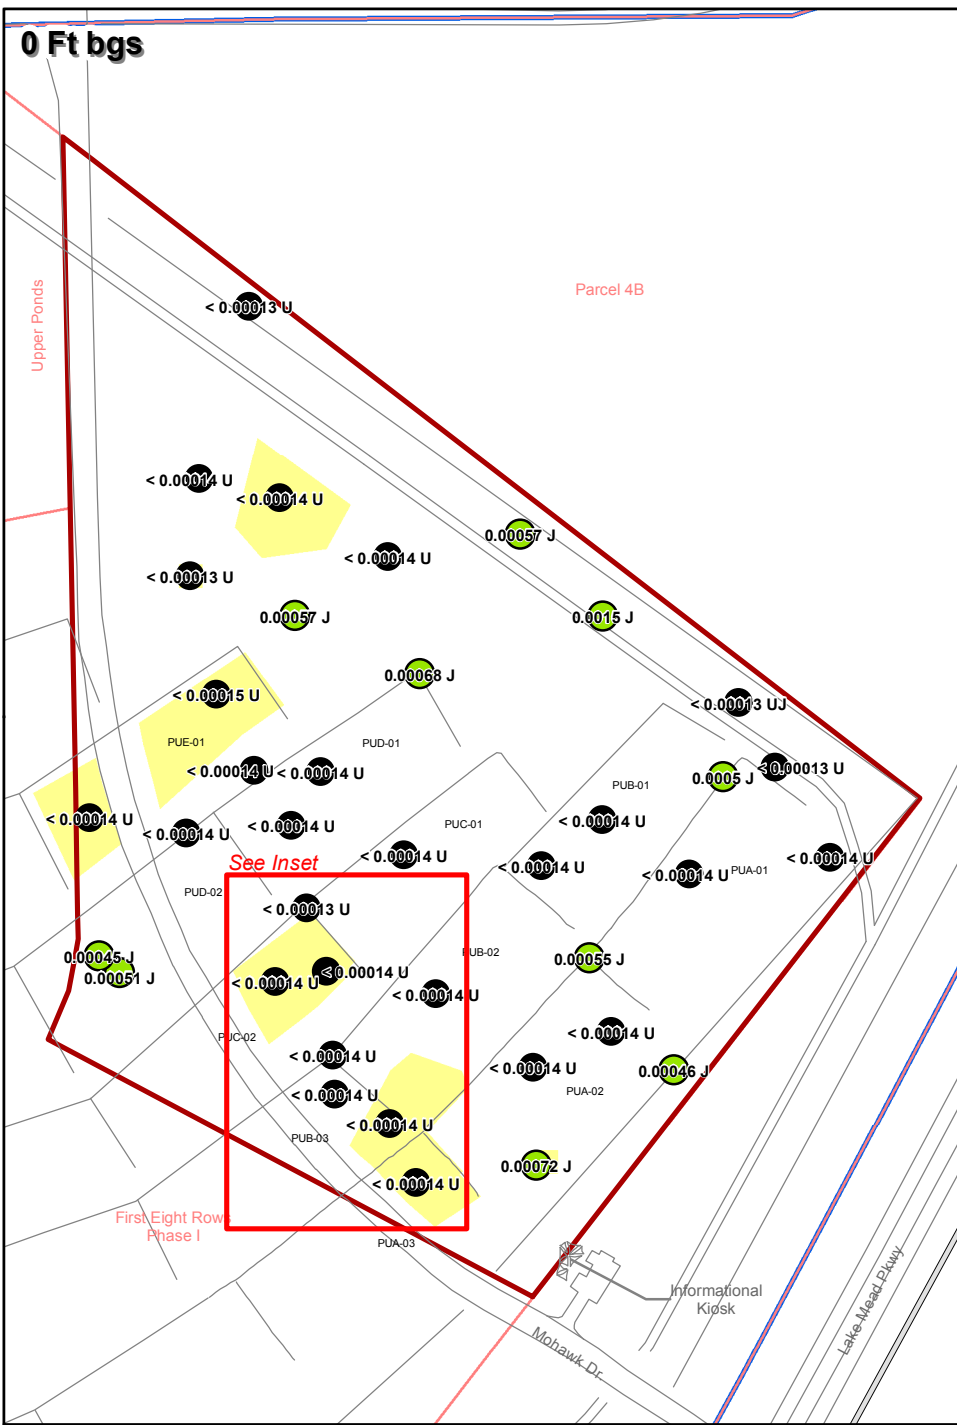 0 Ft bgs
Upper Ponds
Parcel 4B
< 0.00013 U
< 0.00014 U
< 0.00014 U
0.00057 J
< 0.00014 U
< 0.00013 U
0.00057 J
0.0015 J
0.00068 J
< 0.00015 U
< 0.00013 UJ
PUE-01
PUD-01
< 0.00014 U
< 0.00014 U
PUB-01
0.0005 J
< 0.00013 U
< 0.00014 U
< 0.00014 U
< 0.00014 U
PUC-01
< 0.00014 U
< 0.00014 U
See Inset
< 0.00014 U
< 0.00014 U
PUA-01
< 0.00014 U
PUD-02
< 0.00013 U
PUB-02
0.00045 J
0.00051 J
< 0.00014 U
< 0.00014 U
0.00055 J
< 0.00014 U
PUC-02
< 0.00014 U
< 0.00014 U
< 0.00014 U
0.00046 J
PUA-02
< 0.00014 U
< 0.00014 U
PUB-03
0.00072 J
< 0.00014 U
First Eight Rows
Phase I
PUA-03
Informational
Kiosk
Mohawk Dr
Lake Mead Pkwy